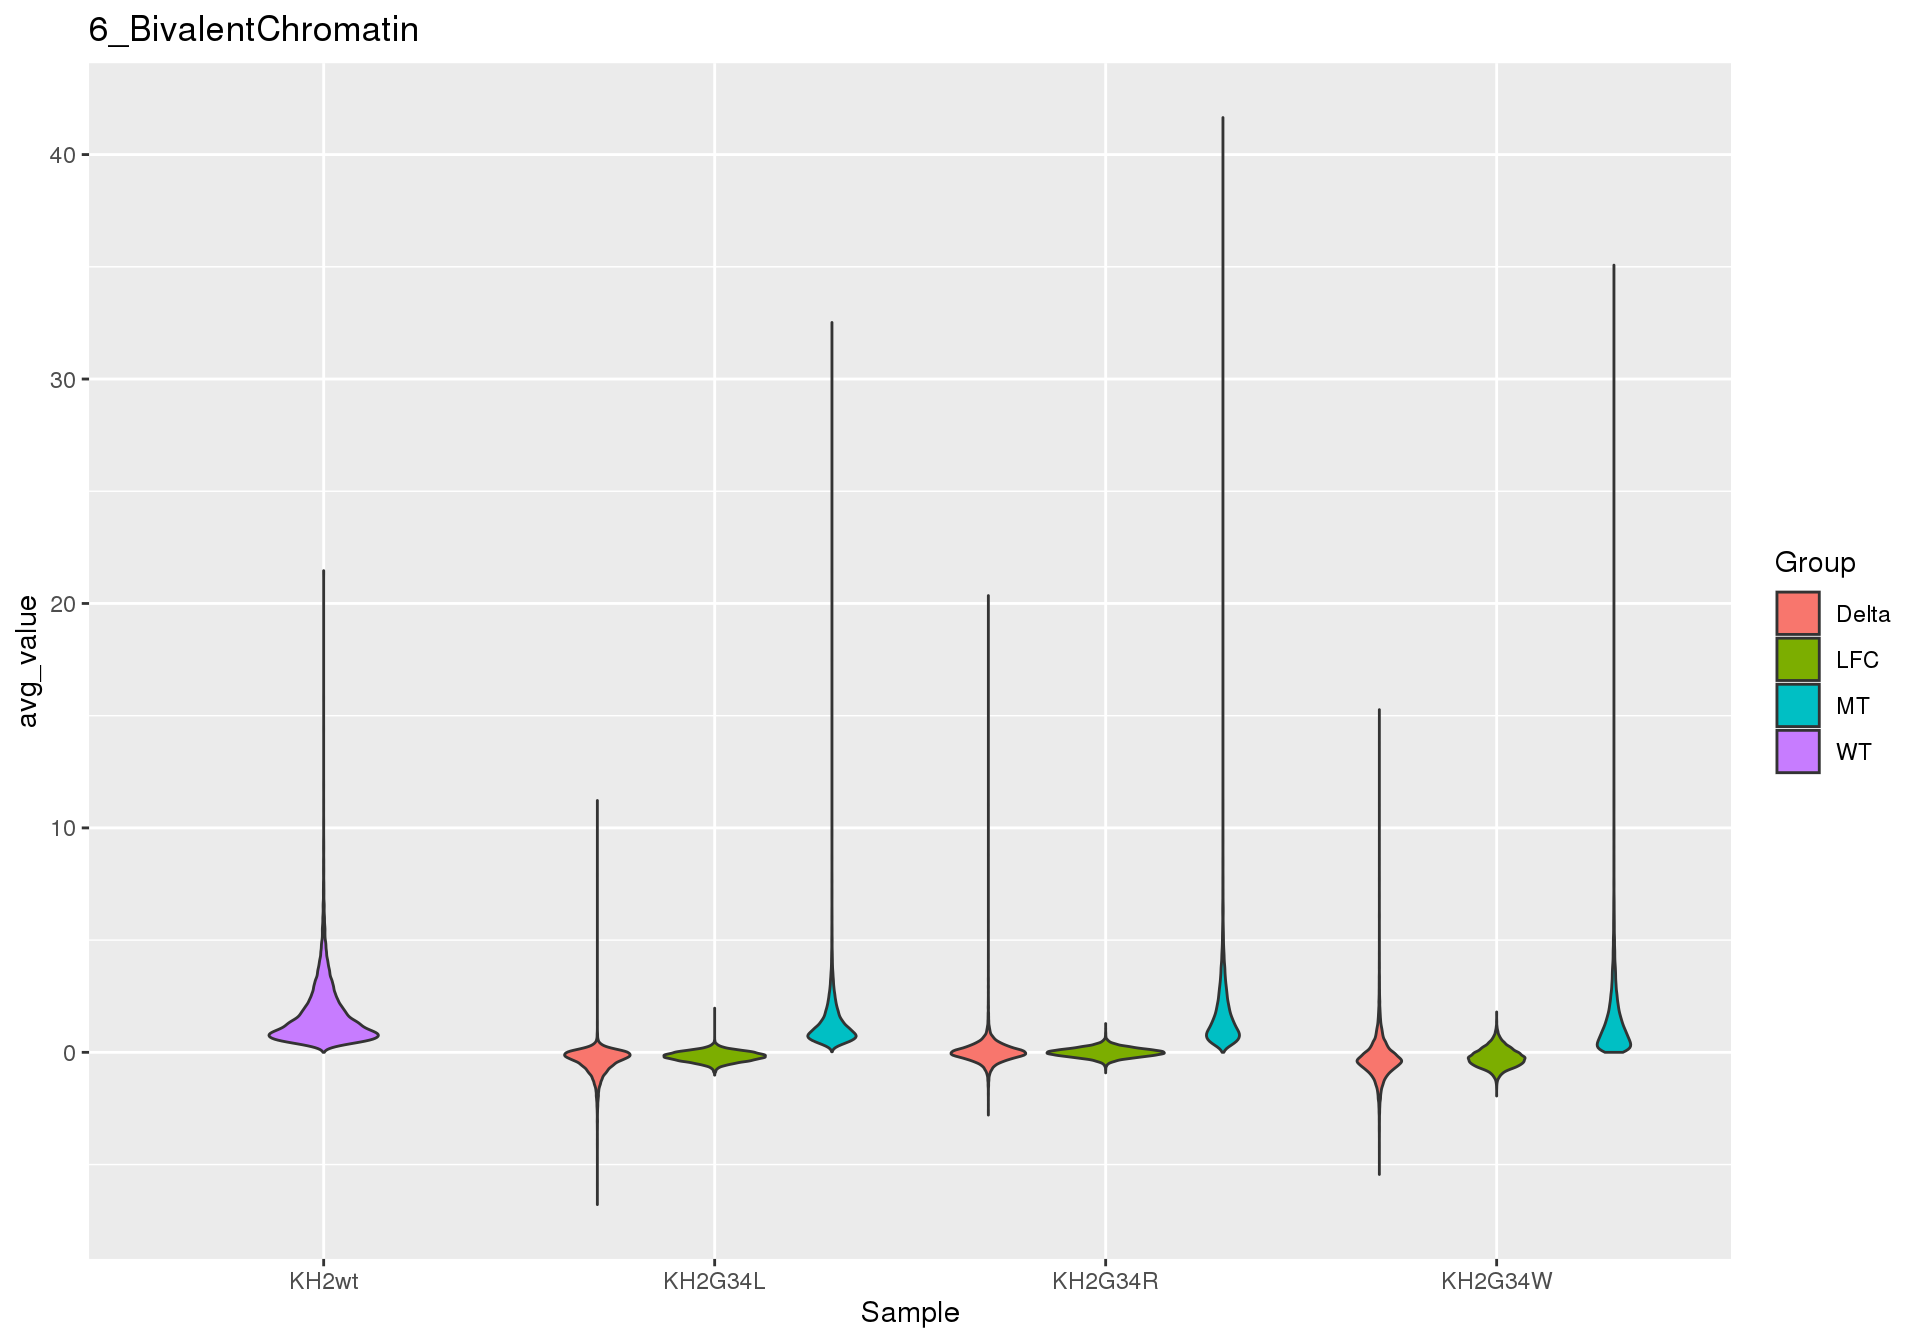 6_BivalentChromatin
avg_value
40
30
20
10
0
KH2wt
KH2G34L
KH2G34R
KH2G34W
Sample
Group
Delta
LFC
MT
WT